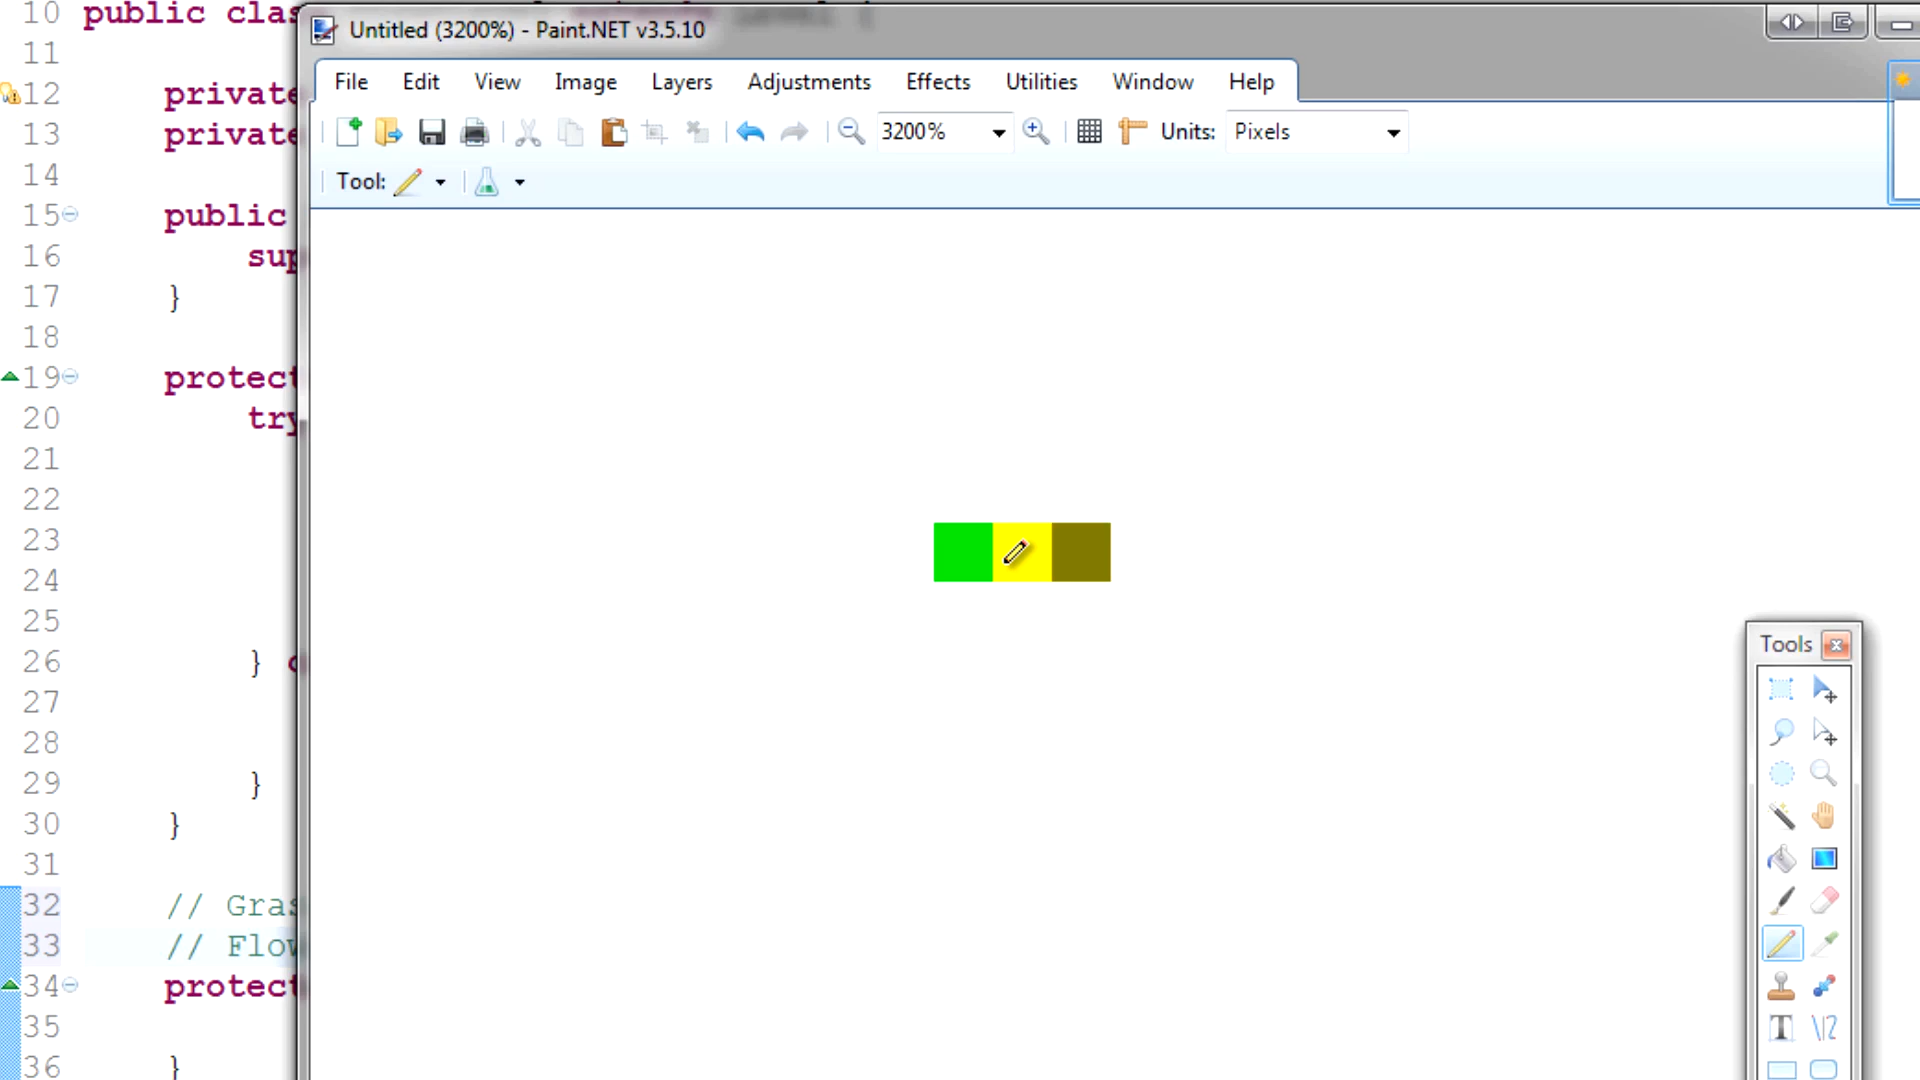 10 public clas
Untitled (3200%) - Paint.NET v3.5.10
11
File Edit View Image Layers Adjustments Effects Utilities Window Help
12 private
13 private
3200% Units: Pixels
14
Tool:
15 public
16 sup
17 }
18
19 protect
20 try
21
22
23
24
25
26 } c
27
28
29 }
30 }
31
32 // Gras
33 // Flow
34 protect
35
36 }
Tools